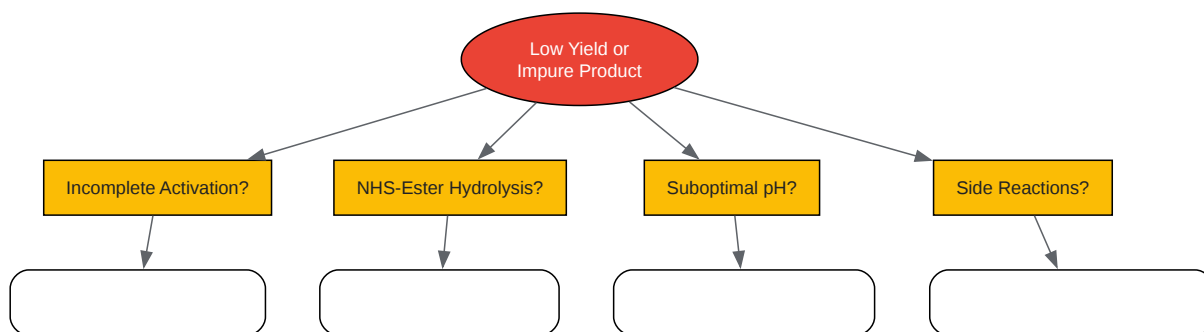 Low Yield or
Impure Product
Incomplete Activation?
NHS-Ester Hydrolysis?
Suboptimal pH?
Side Reactions?